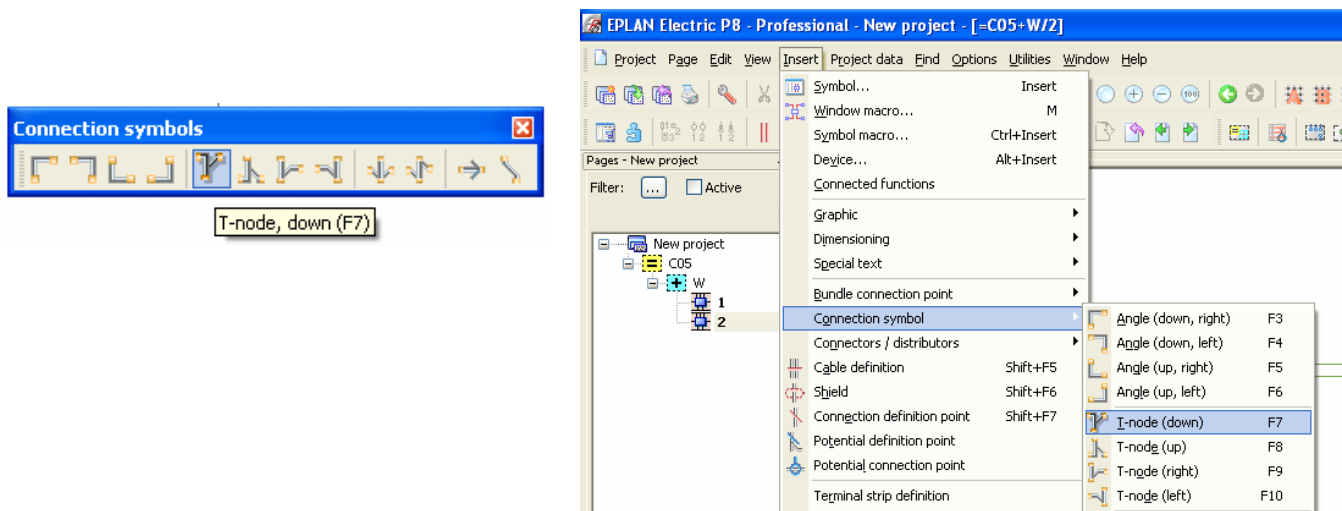 Connection symbols
T-node, down (F7)
EPLAN Electric P8 - Professional - New project - [=C05+W/2]
Project Page Edit View Insert Project data Find Options Utilities Window Help
Symbol... Insert
Window macro... M
Symbol macro... Ctrl+Insert
Device... Alt+Insert
Connected functions
Graphic
Dimensioning
Special text
Bundle connection point
Connection symbol
Connectors / distributors
Cable definition Shift+F5
Shield Shift+F6
Connection definition point Shift+F7
Potential definition point
Potential connection point
Terminal strip definition
Pages - New project
Filter: ... Active
New project
C05
W
1
2
Angle (down, right) F3
Angle (down, left) F4
Angle (up, right) F5
Angle (up, left) F6
T-node (down) F7
T-node (up) F8
T-node (right) F9
T-node (left) F10